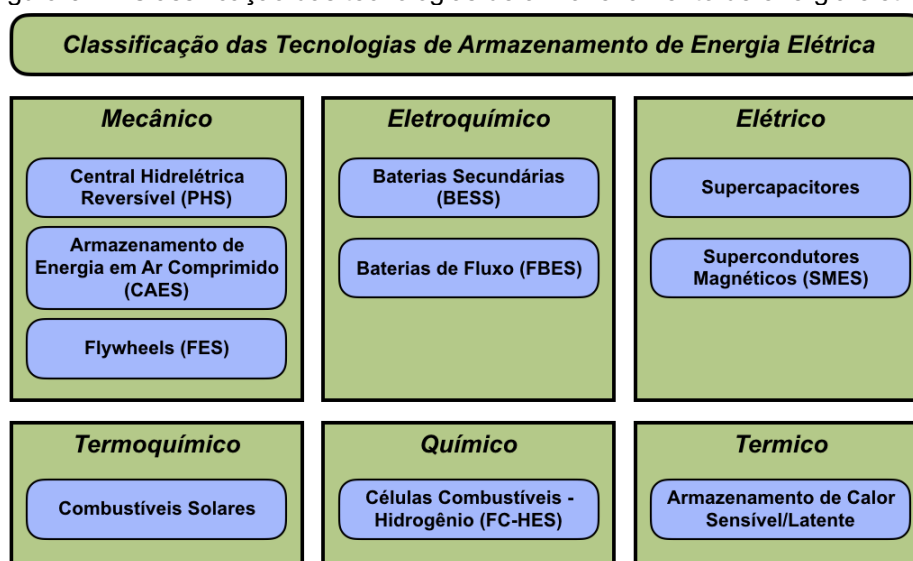 Classificação das Tecnologias de Armazenamento de Energia Elétrica
Mecânico
Central Hidrelétrica
Reversível (PHS)
Armazenamento de
Energia em Ar Comprimido
(CAES)
Flywheels (FES)
Eletroquímico
Baterias Secundárias
(BESS)
Baterias de Fluxo (FBES)
Elétrico
Supercapacitores
Supercondutores
Magnéticos (SMES)
Termoquímico
Combustíveis Solares
Químico
Células Combustíveis -
Hidrogênio (FC-HES)
Termico
Armazenamento de Calor
Sensível/Latente